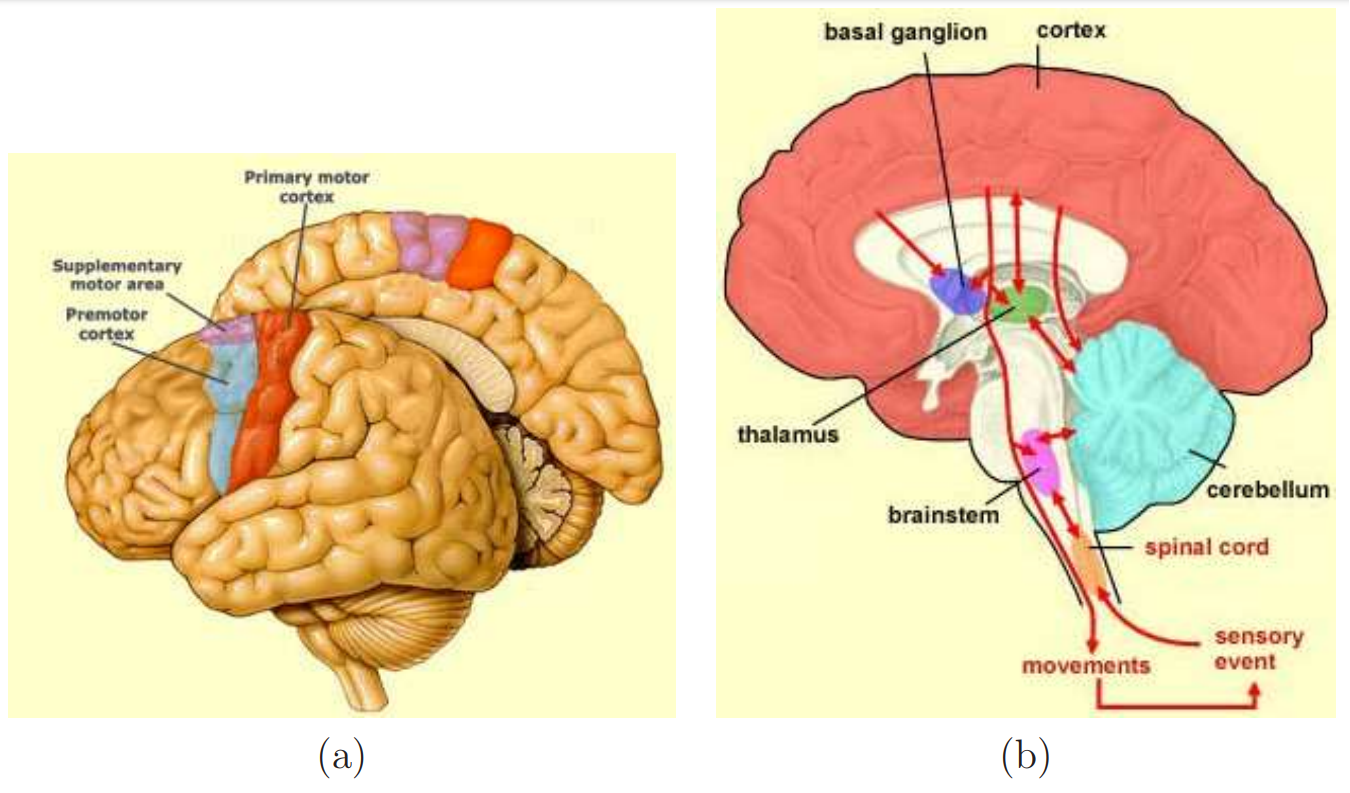 Primary motor
cortex
Supplementary
motor area
Premotor
cortex
(a)
basal ganglion
cortex
thalamus
brainstem
cerebellum
spinal cord
sensory
event
movements
(b)